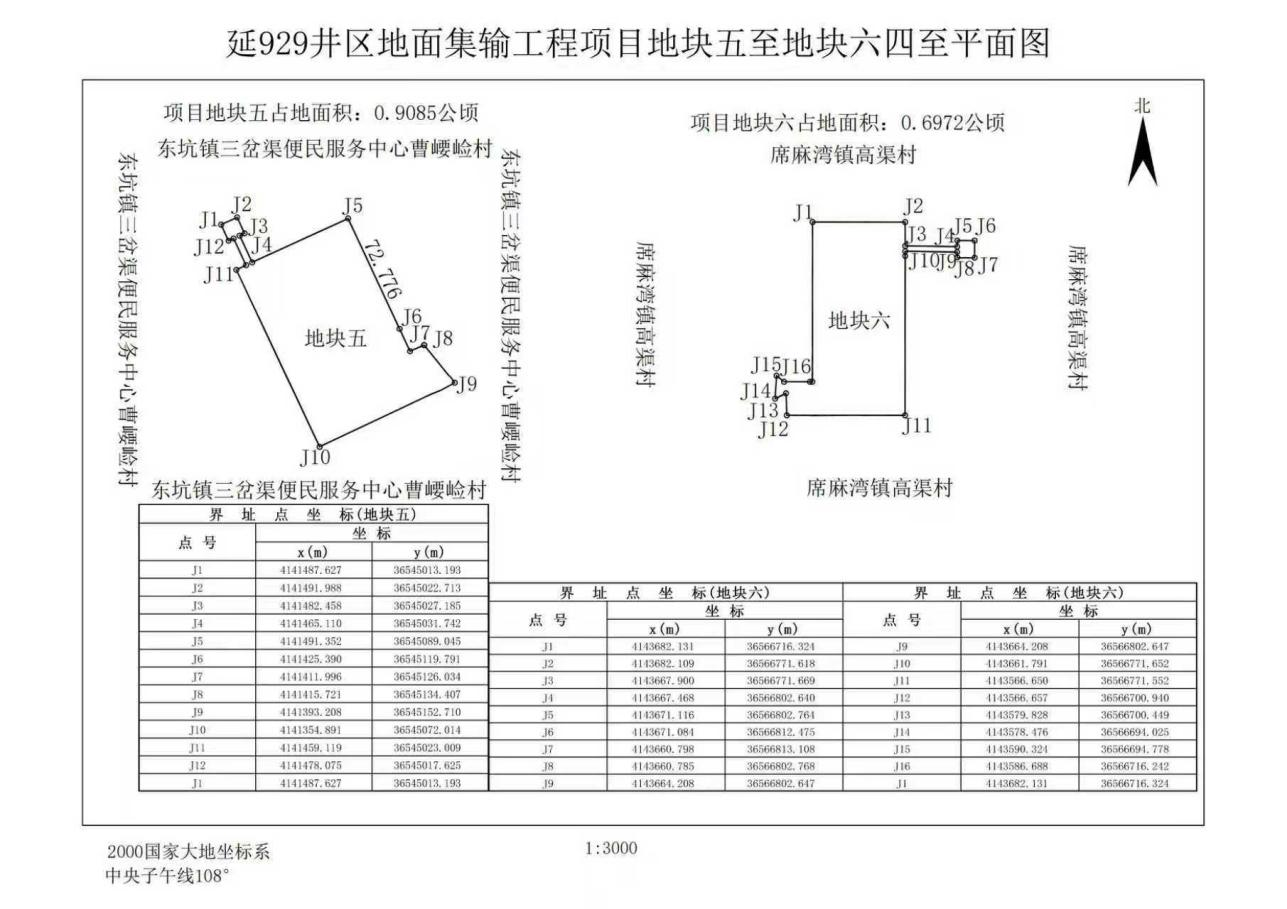 延929井区地面集输工程项目地块五至地块六四至平面图
项目地块五占地面积：0.9085公顷
东坑镇三岔渠便民服务中心曹崾崄村
东坑镇三岔渠便民服务中心曹崾崄村
东坑镇三岔渠便民服务中心曹崾崄村
J1
J2
J3
J4
J5
J12
J11
72.776
J6
J7
J8
J9
J10
地块五
东坑镇三岔渠便民服务中心曹崾崄村
项目地块六占地面积：0.6972公顷
席麻湾镇高渠村
北
席麻湾镇高渠村
席麻湾镇高渠村
J1
J2
J3
J4
J5
J6
J10
J9
J8
J7
地块六
J15
J16
J14
J13
J12
J11
席麻湾镇高渠村
界 址 点 坐 标(地块五)
点 号 坐 标
x(m) y(m)
J1 4141487.627 36545013.193
J2 4141491.988 36545022.713
J3 4141482.458 36545027.185
J4 4141465.110 36545031.742
J5 4141491.352 36545089.045
J6 4141425.390 36545119.791
J7 4141411.996 36545126.034
J8 4141415.721 36545134.407
J9 4141393.208 36545152.710
J10 4141354.891 36545072.014
J11 4141459.119 36545023.009
J12 4141478.075 36545017.625
J1 4141487.627 36545013.193
界 址 点 坐 标(地块六)
点 号 坐 标
x(m) y(m)
J1 4143682.131 36566716.324
J2 4143682.109 36566771.618
J3 4143667.900 36566771.669
J4 4143667.468 36566802.640
J5 4143671.116 36566802.764
J6 4143671.084 36566812.475
J7 4143660.798 36566813.108
J8 4143660.785 36566802.768
J9 4143664.208 36566802.647
界 址 点 坐 标(地块六)
点 号 坐 标
x(m) y(m)
J9 4143664.208 36566802.647
J10 4143661.791 36566771.652
J11 4143566.650 36566771.552
J12 4143566.657 36566700.940
J13 4143579.828 36566700.449
J14 4143578.476 36566694.025
J15 4143590.324 36566694.778
J16 4143586.688 36566716.242
J1 4143682.131 36566716.324
2000国家大地坐标系
中央子午线108°
1:3000